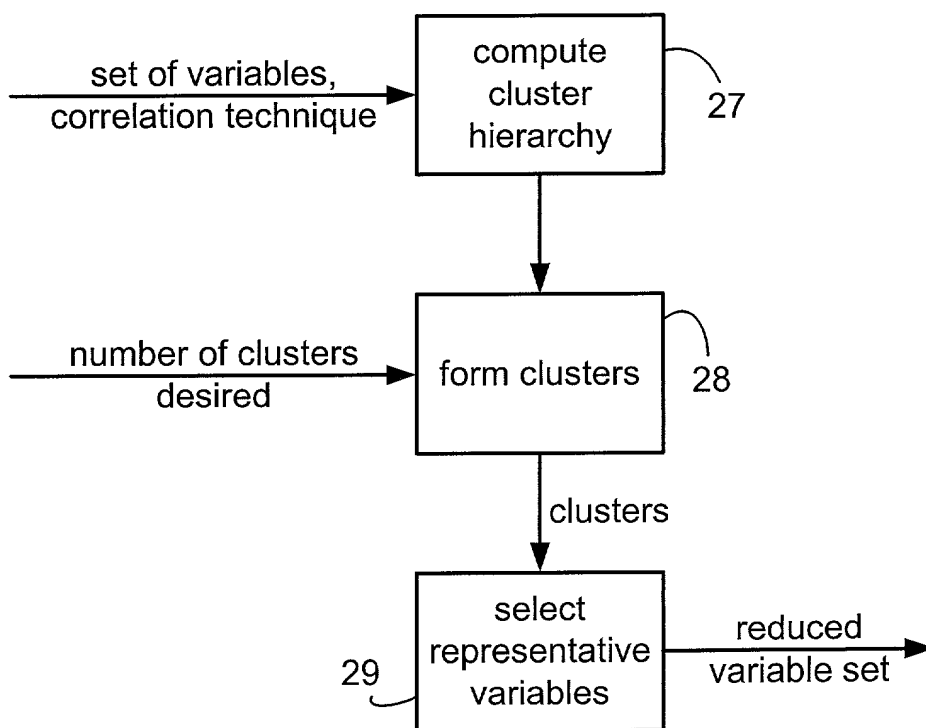 set of variables,
correlation technique
compute
cluster
hierarchy
27
number of clusters
desired
form clusters
28
clusters
select
representative
variables
29
reduced
variable set